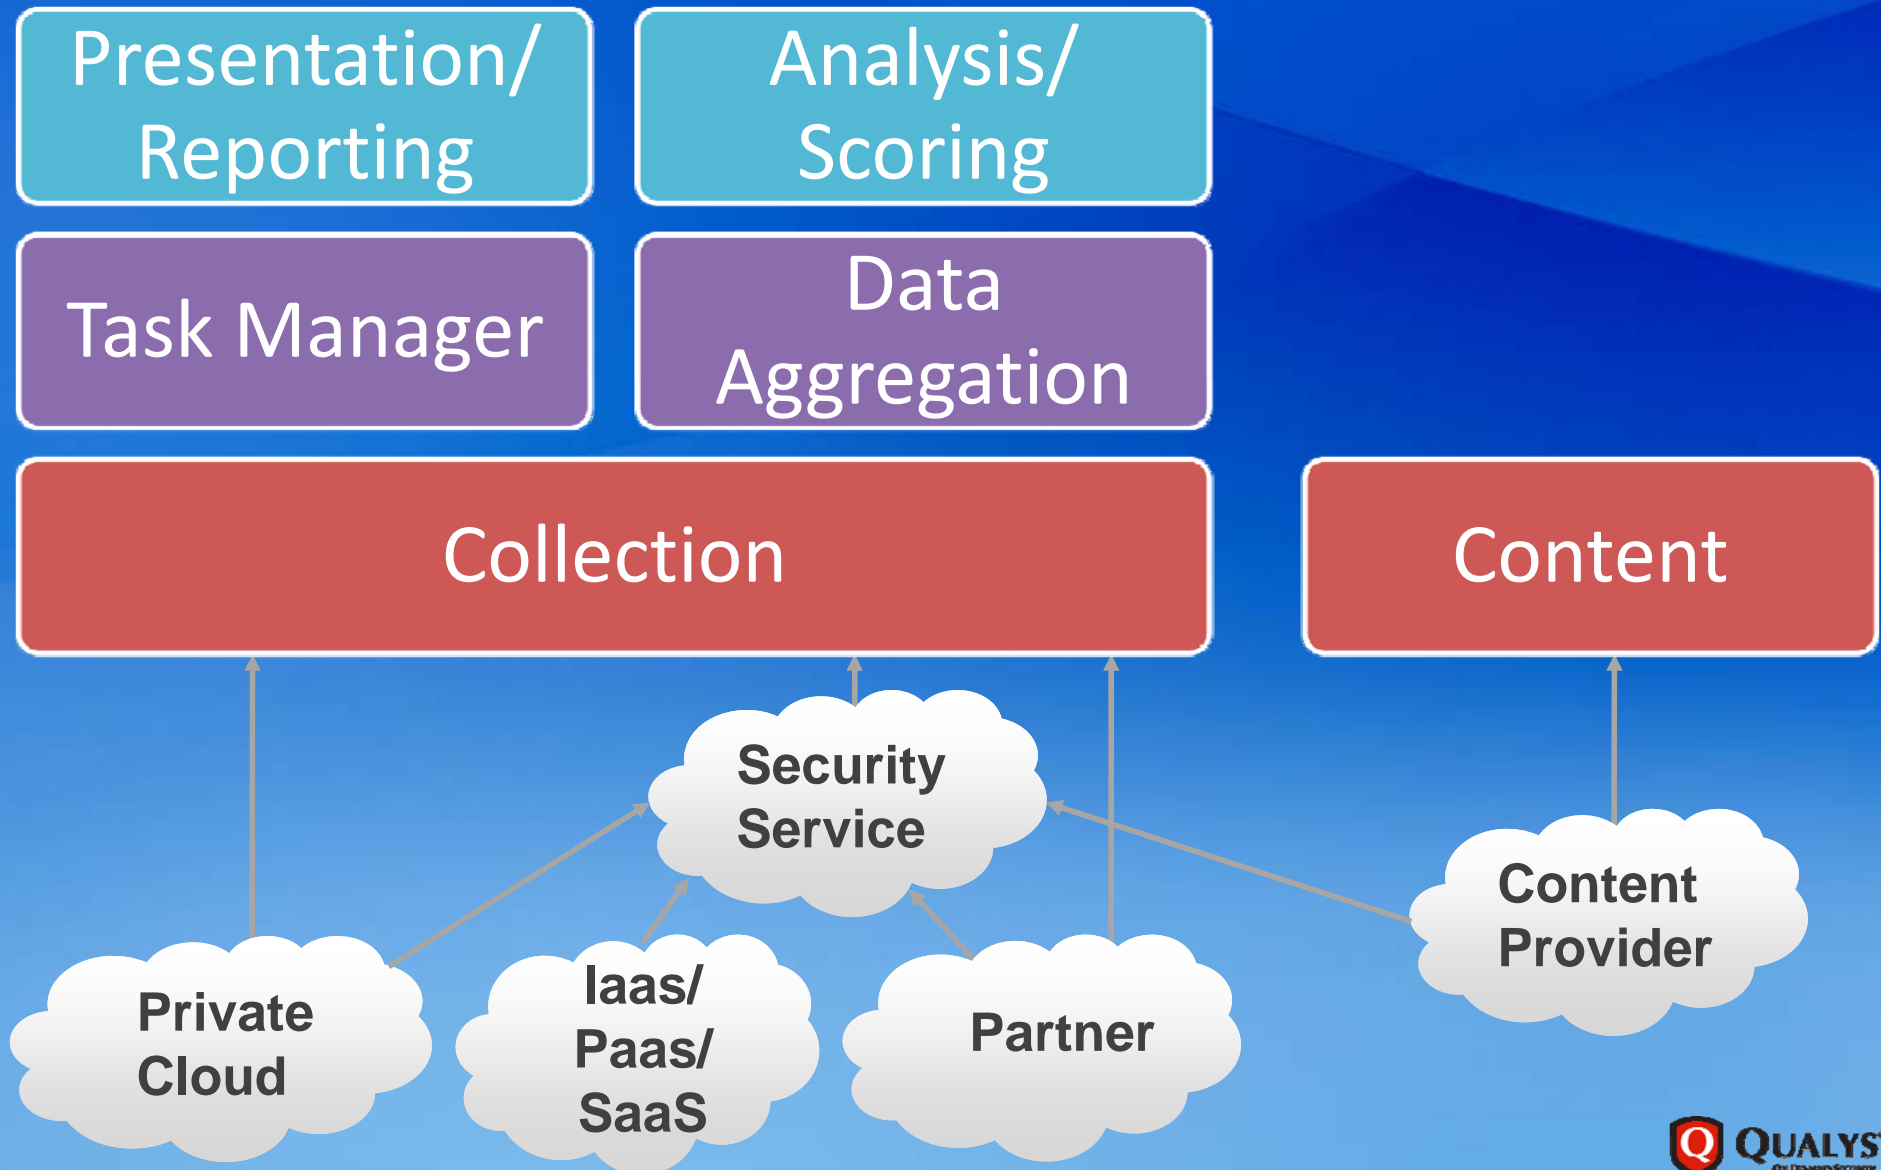 Presentation/
Reporting
Analysis/
Scoring
Task Manager
Data
Aggregation
Collection
Content
Security
Service
Content
Provider
Private
Cloud
Iaas/
Paas/
SaaS
Partner
QUALYS